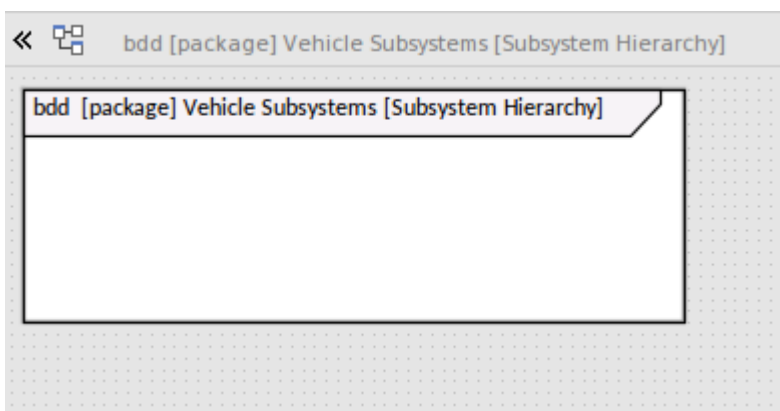 « bdd [package] Vehicle Subsystems [Subsystem Hierarchy]
bdd [package] Vehicle Subsystems [Subsystem Hierarchy]